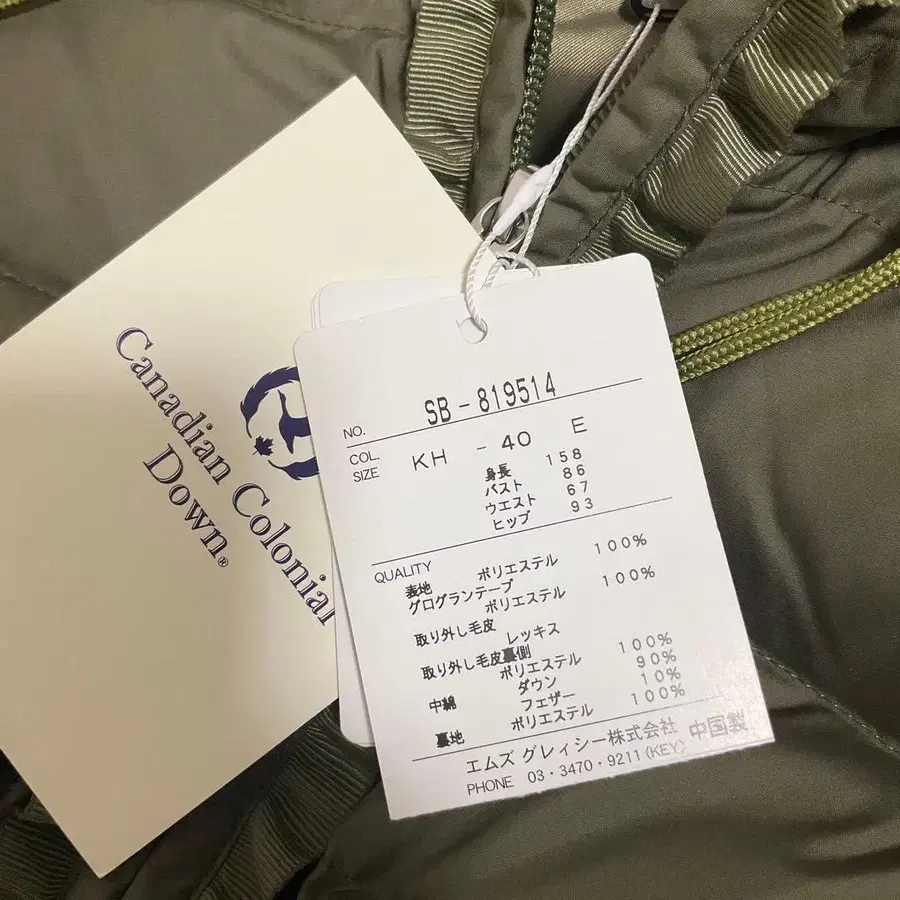 Canadian Colonial
Down.®
NO. SB-819514
COL. KH - 40 E
SIZE
身長 158
バスト 86
ウエスト 67
ヒップ 93
QUALITY
表地 ポリエステル 100%
グログランテープ
ポリエステル 100%
取り外し毛皮
レッキス
取り外し毛皮裏側
ポリエステル 100%
中綿 ダウン 90%
フェザー 10%
裏地 ポリエステル 100%
エムズ グレィシー株式会社 中国製
PHONE 03・3470・9211(KEY)